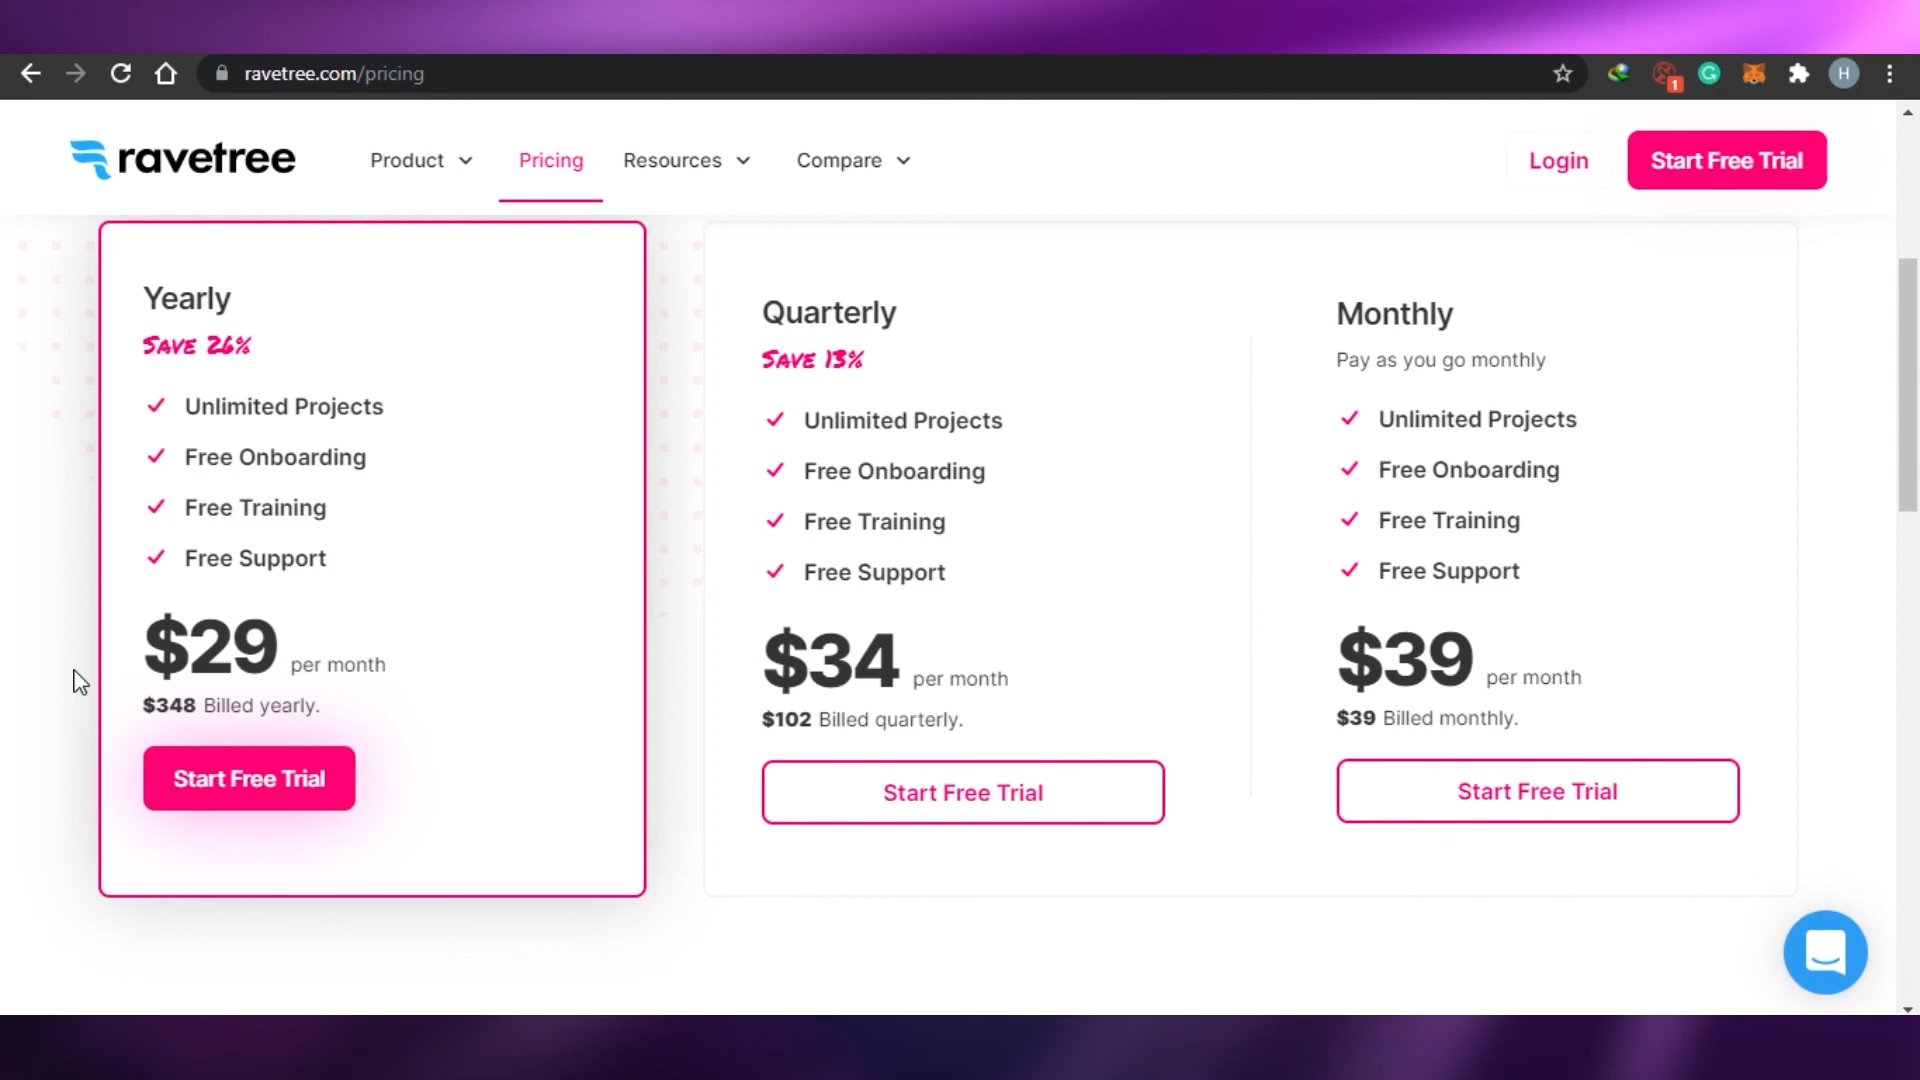 ravetree.com/pricing
1
H
ravetree
Product
Pricing
Resources
Compare
Login
Start Free Trial
Yearly
SAVE 26%
Unlimited Projects
Free Onboarding
Free Training
Free Support
$29 per month
$348 Billed yearly.
Start Free Trial
Quarterly
SAVE 13%
Unlimited Projects
Free Onboarding
Free Training
Free Support
$34 per month
$102 Billed quarterly.
Start Free Trial
Monthly
Pay as you go monthly
Unlimited Projects
Free Onboarding
Free Training
Free Support
$39 per month
$39 Billed monthly.
Start Free Trial